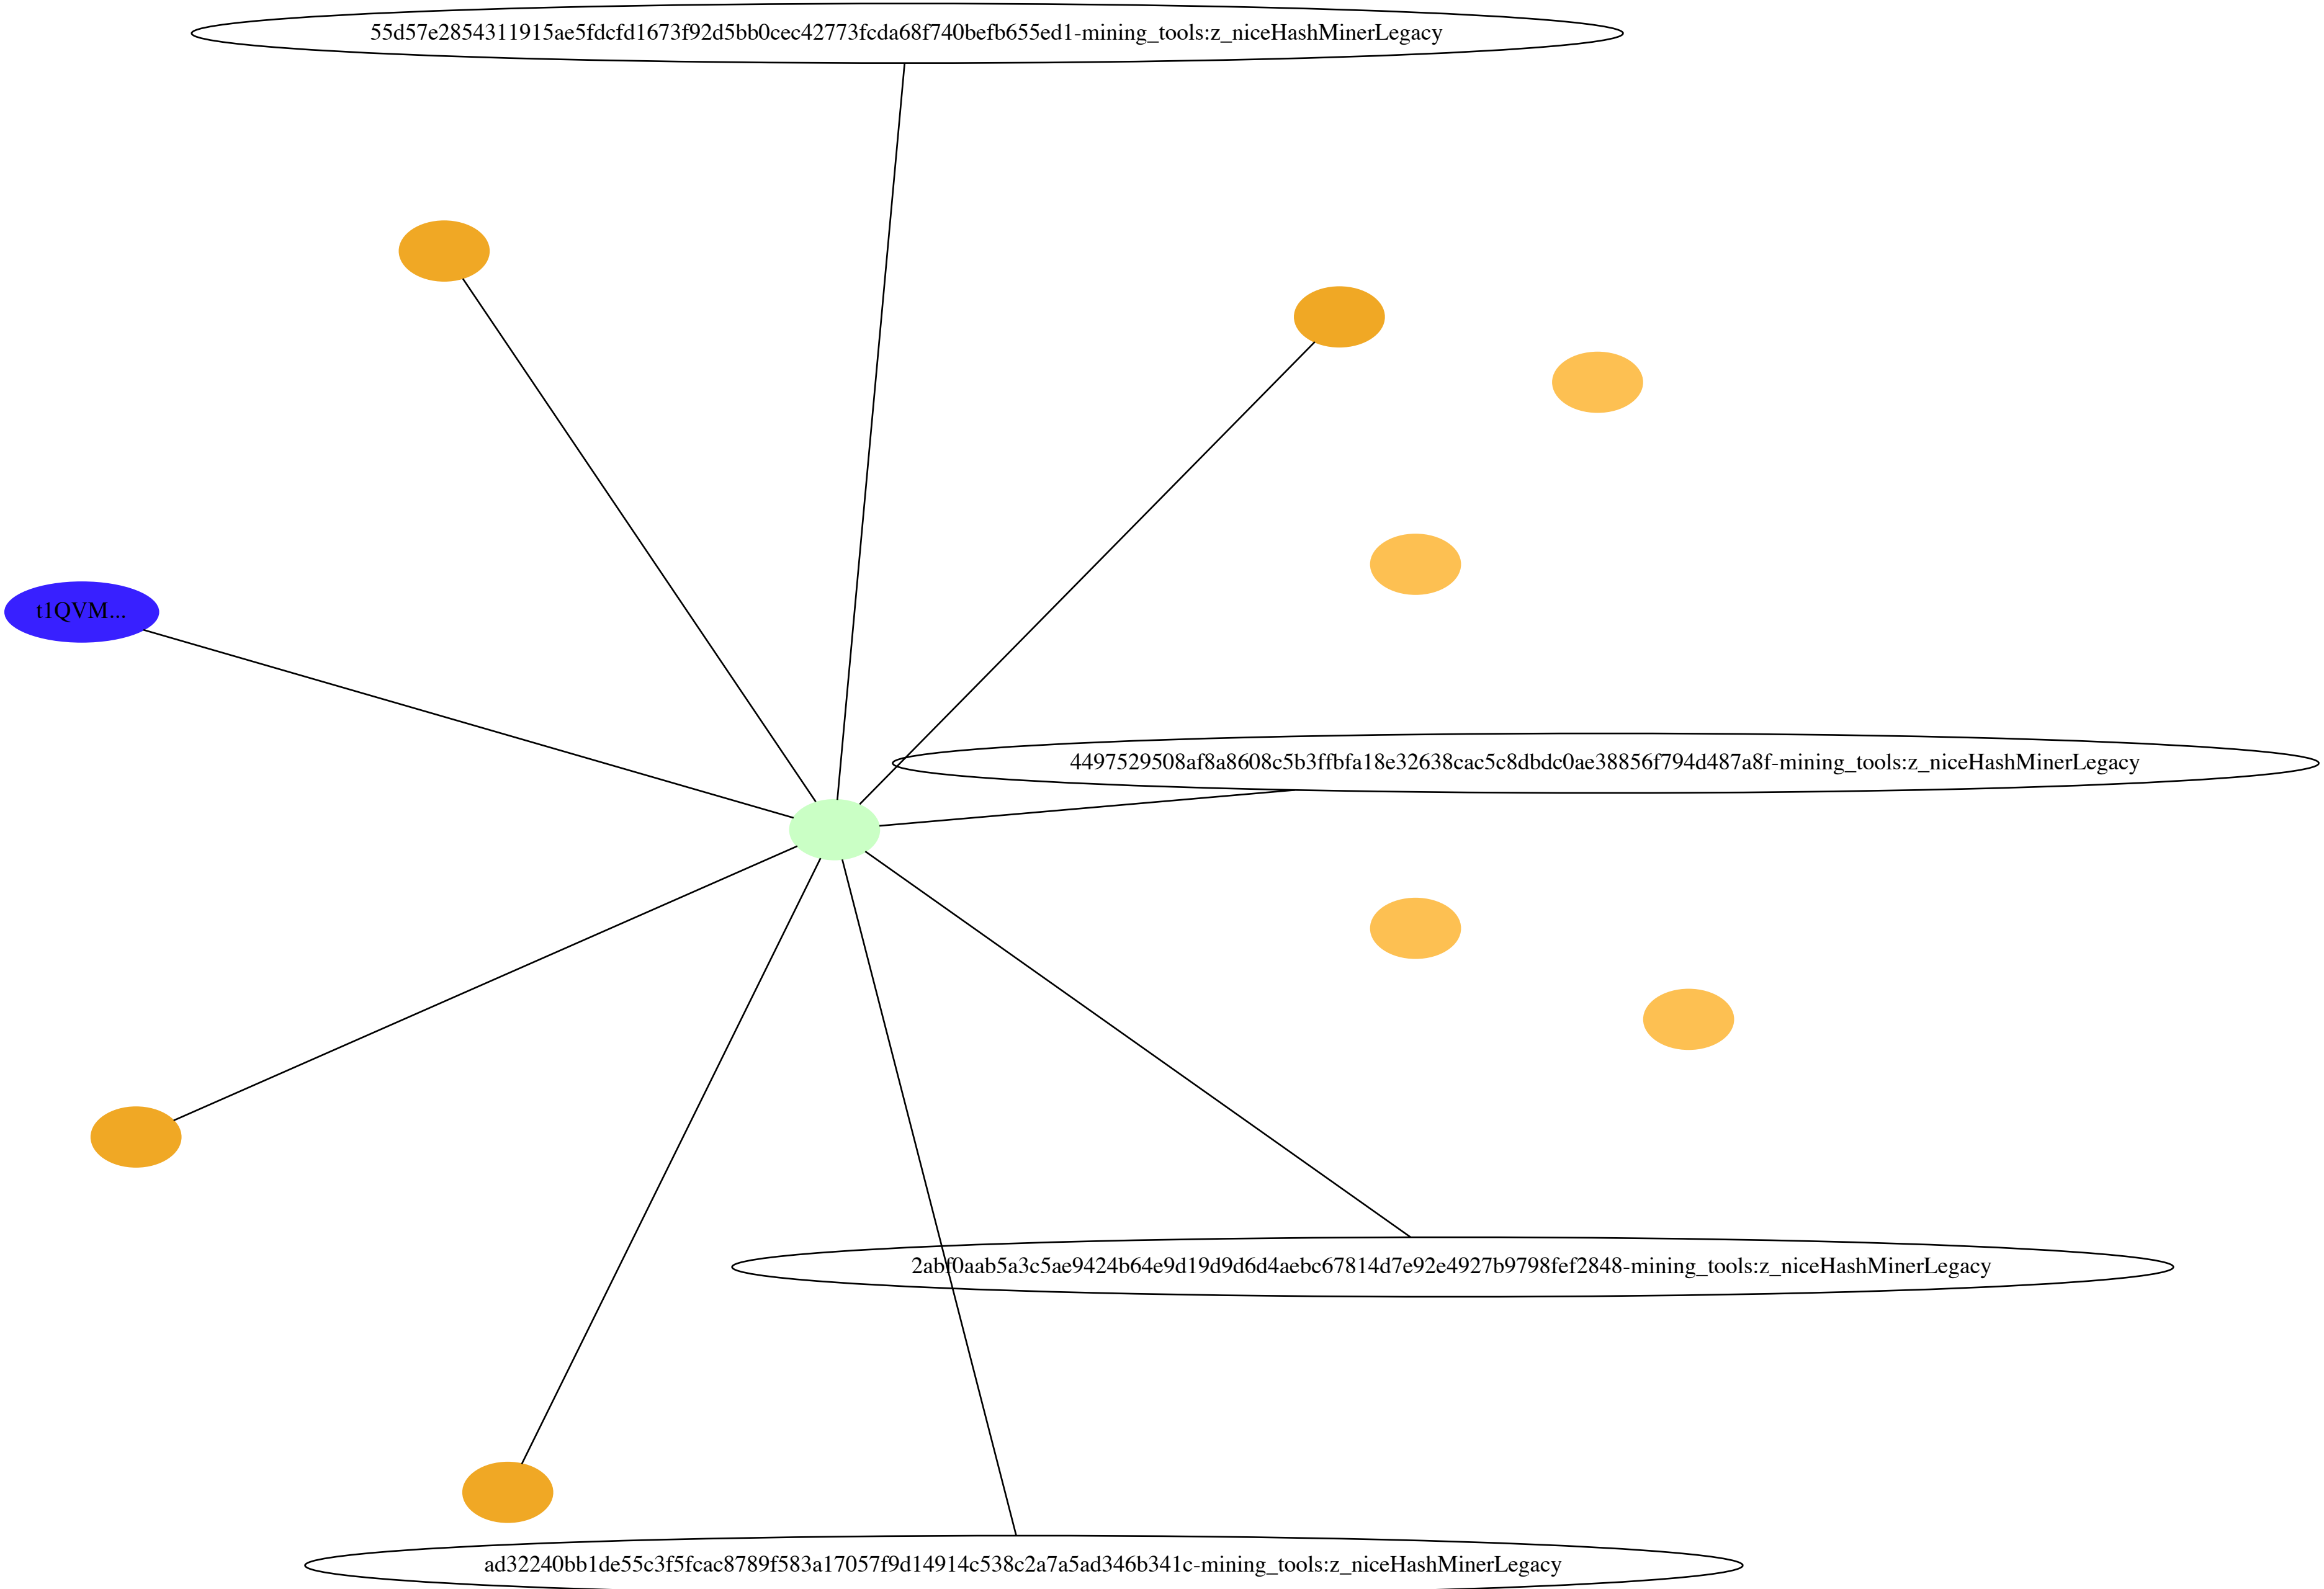 55d57e2854311915ae5fdcfd1673f92d5bb0cec42773fcda68f740befb655ed1-mining_tools:z_niceHashMinerLegacy
t1QVM...
4497529508af8a8608c5b3ffbfa18e32638cac5c8dbdc0ae38856f794d487a8f-mining_tools:z_niceHashMinerLegacy
2abf0aab5a3c5ae9424b64e9d19d9d6d4aebc67814d7e92e4927b9798fef2848-mining_tools:z_niceHashMinerLegacy
ad32240bb1de55c3f5fcac8789f583a17057f9d14914c538c2a7a5ad346b341c-mining_tools:z_niceHashMinerLegacy